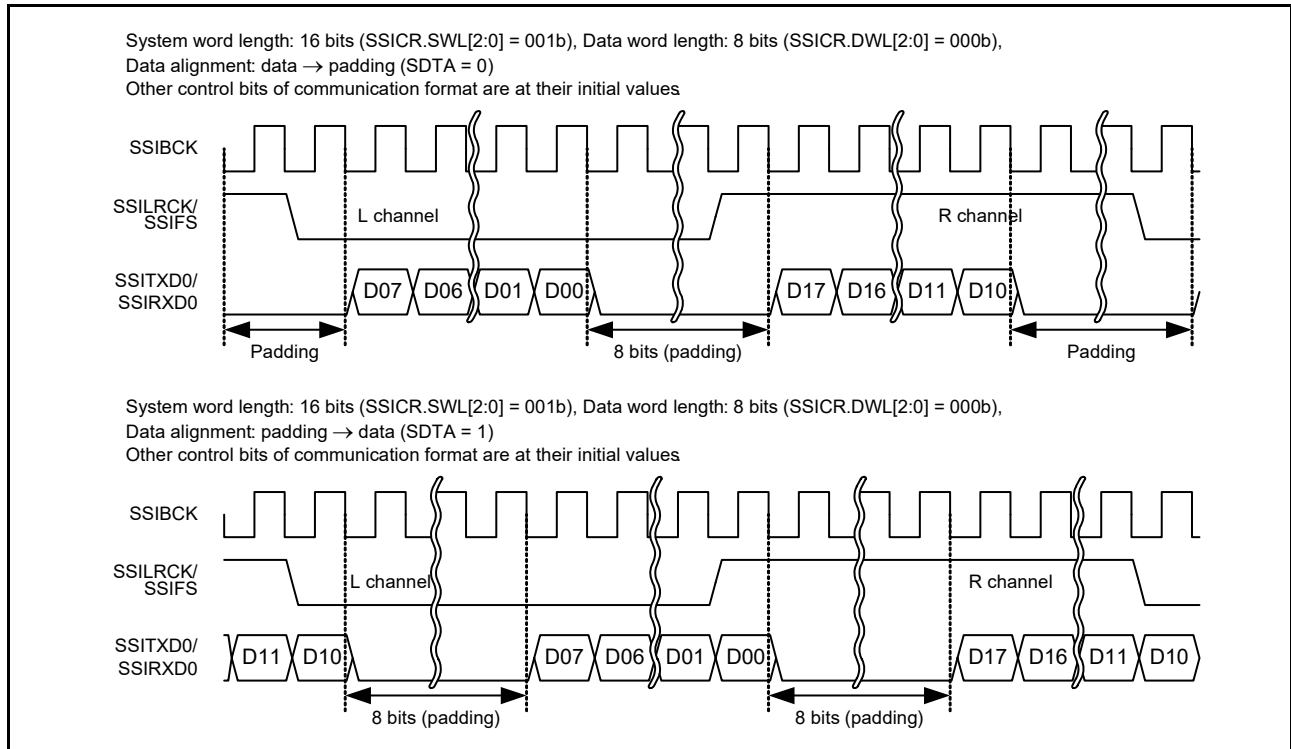 System word length: 16 bits (SSICR.SWL[2:0] = 001b), Data word length: 8 bits (SSICR.DWL[2:0] = 000b),
Data alignment: data → padding (SDTA = 0)
Other control bits of communication format are at their initial values.
SSIBCK
SSILRCK/
SSIFS
L channel
R channel
SSITXD0/
SSIRXD0
D07 D06 D01 D00 D17 D16 D11 D10
Padding
8 bits (padding)
Padding
System word length: 16 bits (SSICR.SWL[2:0] = 001b), Data word length: 8 bits (SSICR.DWL[2:0] = 000b),
Data alignment: padding → data (SDTA = 1)
Other control bits of communication format are at their initial values.
SSIBCK
SSILRCK/
SSIFS
L channel
R channel
SSITXD0/
SSIRXD0
D11 D10 D07 D06 D01 D00 D17 D16 D11 D10
8 bits (padding)
8 bits (padding)